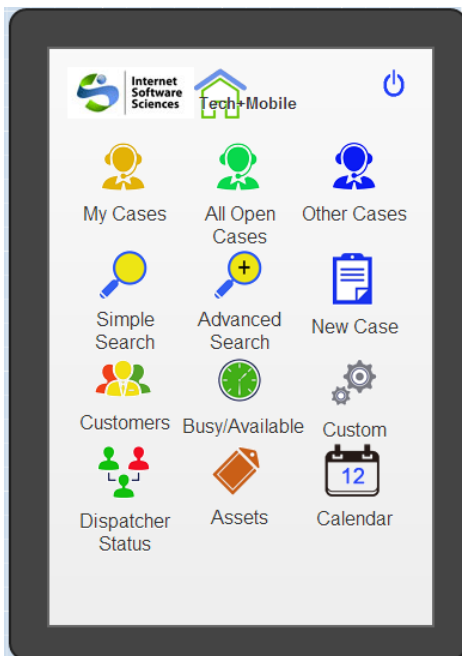 Internet
Software
Sciences
Tech+Mobile
My Cases
All Open
Cases
Other Cases
Simple
Search
Advanced
Search
New Case
Customers
Busy/Available
Custom
12
Dispatcher
Status
Assets
Calendar